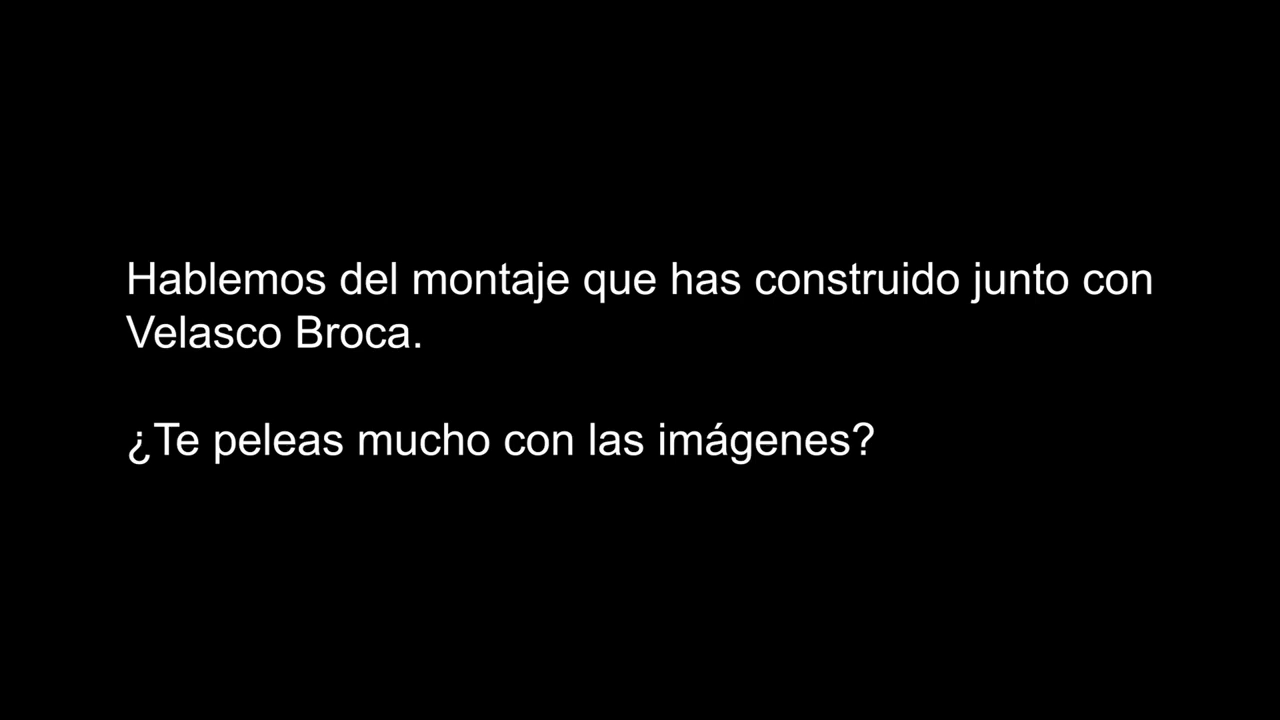 Hablemos del montaje que has construido junto con
Velasco Broca.
¿Te peleas mucho con las imágenes?